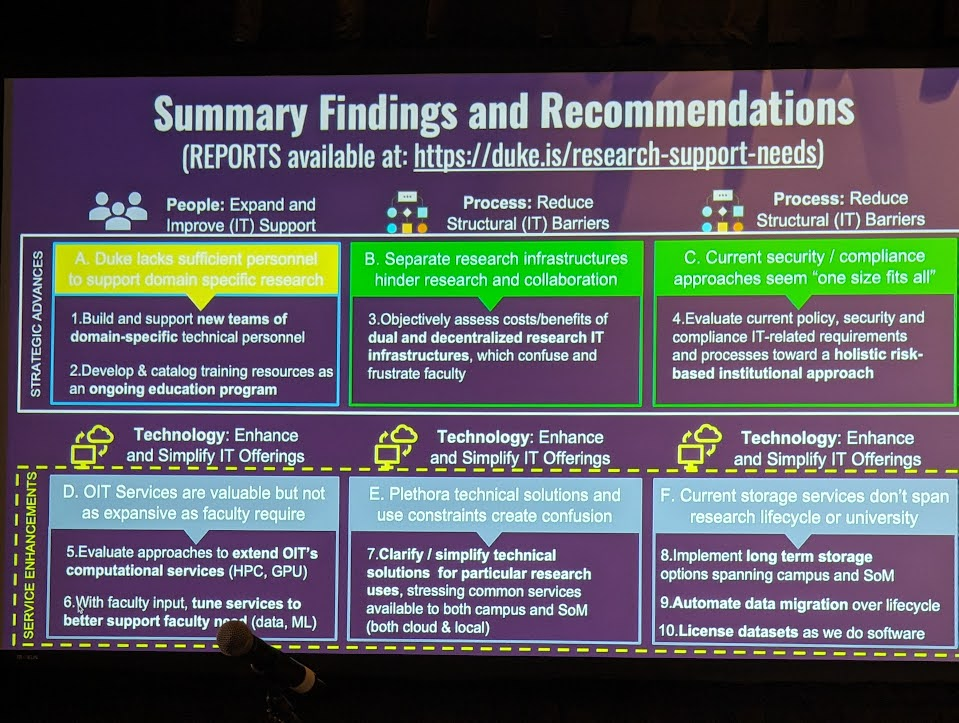 Summary Findings and Recommendations
(REPORTS available at: https://duke.is/research-support-needs)
People: Expand and
Improve (IT) Support
Process: Reduce
Structural (IT) Barriers
Process: Reduce
Structural (IT) Barriers
STRATEGIC ADVANCES
A. Duke lacks sufficient personnel
to support domain specific research
1.Build and support new teams of
domain-specific technical personnel
2.Develop & catalog training resources as
an ongoing education program
B. Separate research infrastructures
hinder research and collaboration
3.Objectively assess costs/benefits of
dual and decentralized research IT
infrastructures, which confuse and
frustrate faculty
C. Current security / compliance
approaches seem “one size fits all”
4.Evaluate current policy, security and
compliance IT-related requirements
and processes toward a holistic risk-
based institutional approach
Technology: Enhance
and Simplify IT Offerings
Technology: Enhance
and Simplify IT Offerings
Technology: Enhance
and Simplify IT Offerings
SERVICE ENHANCEMENTS
D. OIT Services are valuable but not
as expansive as faculty require
5.Evaluate approaches to extend OIT's
computational services (HPC, GPU)
6.With faculty input, tune services to
better support faculty need (data, ML)
E. Plethora technical solutions and
use constraints create confusion
7.Clarify / simplify technical
solutions for particular research
uses, stressing common services
available to both campus and SoM
(both cloud & local)
F. Current storage services don't span
research lifecycle or university
8.Implement long term storage
options spanning campus and SoM
9.Automate data migration over lifecycle
10.License datasets as we do software